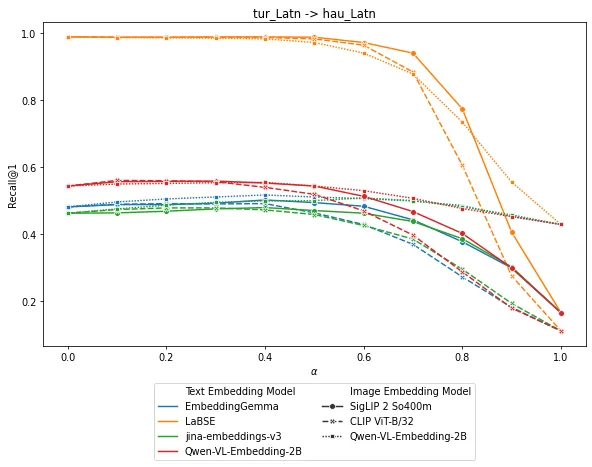 tur_Latn -> hau_Latn
1.0
0.8
0.6
0.4
0.2
Recall@1
0.0 0.2 0.4 0.6 0.8 1.0
α
Text Embedding Model Image Embedding Model
EmbeddingGemma SigLIP 2 So400m
LaBSE CLIP ViT-B/32
jina-embeddings-v3 Qwen-VL-Embedding-2B
Qwen-VL-Embedding-2B